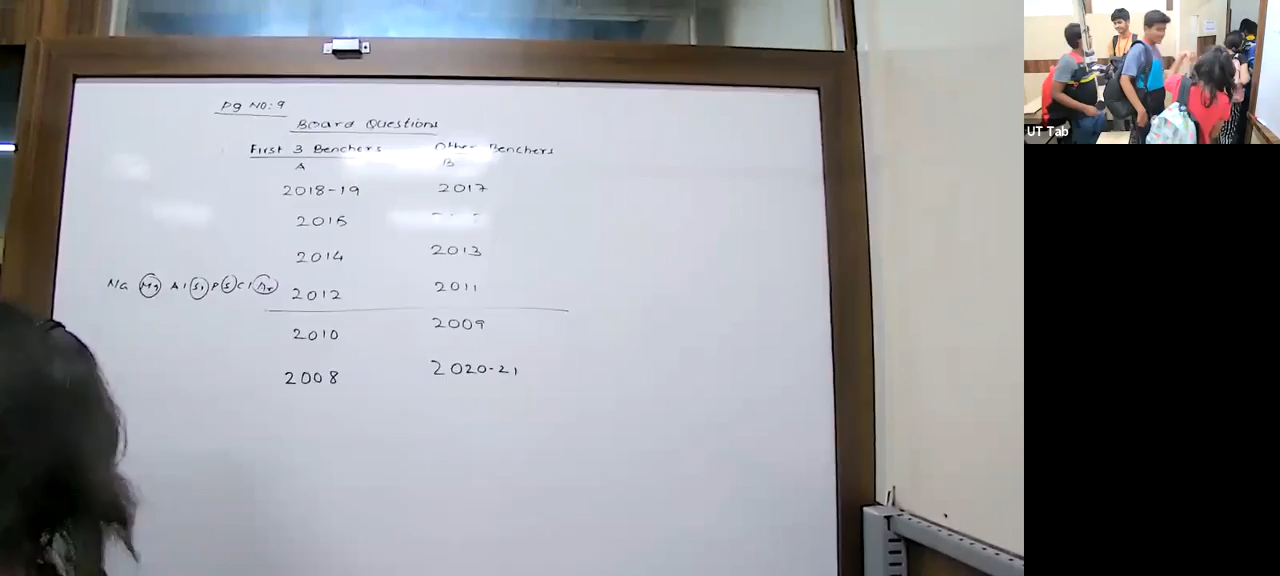 Pg NO: 9
Board Questions
First 3 Benchers Other Benchers
A B
2018-19 2017
2016
2014 2013
Na Mg Al Si P S Cl Ar 2012 2011
2010 2009
2008 2020-21
UT Tab